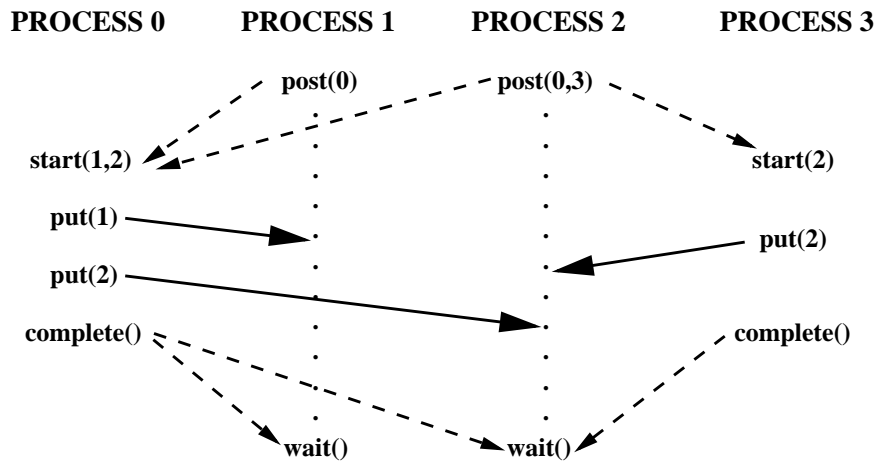 PROCESS 0 PROCESS 1 PROCESS 2 PROCESS 3
post(0) post(0,3)
start(1,2) start(2)
put(1)
put(2)
put(2)
complete() complete()
wait() wait()